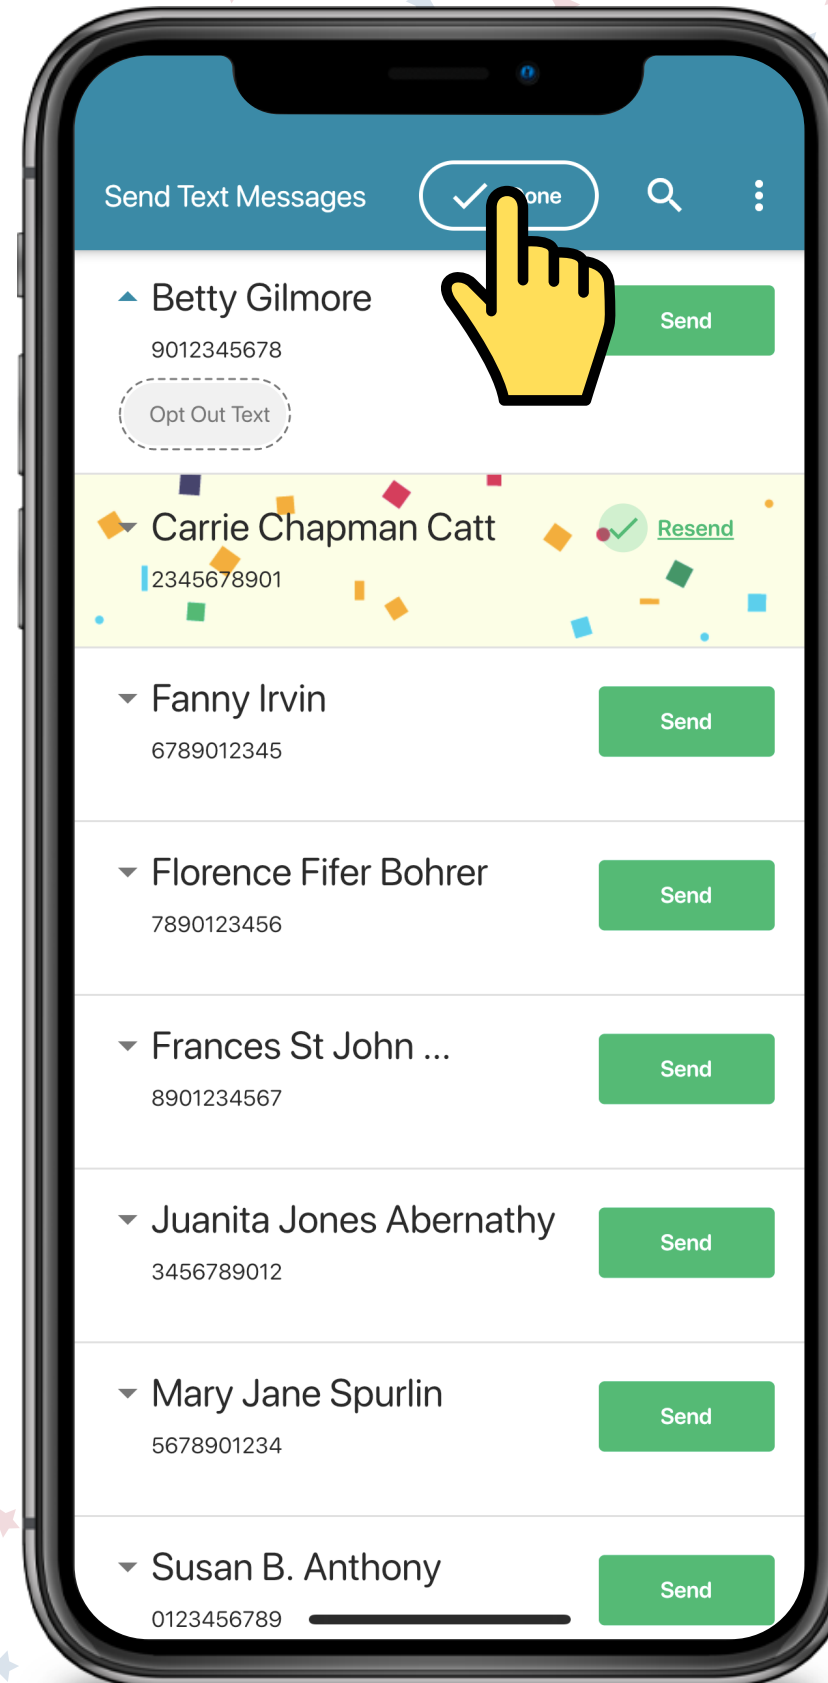 Send Text Messages
one
Betty Gilmore
Send
9012345678
Opt Out Text
Carrie Chapman Catt
Resend
2345678901
Fanny Irvin
Send
6789012345
Florence Fifer Bohrer
Send
7890123456
Frances St John ...
Send
8901234567
Juanita Jones Abernathy
Send
3456789012
Mary Jane Spurlin
Send
5678901234
Susan B. Anthony
Send
0123456789